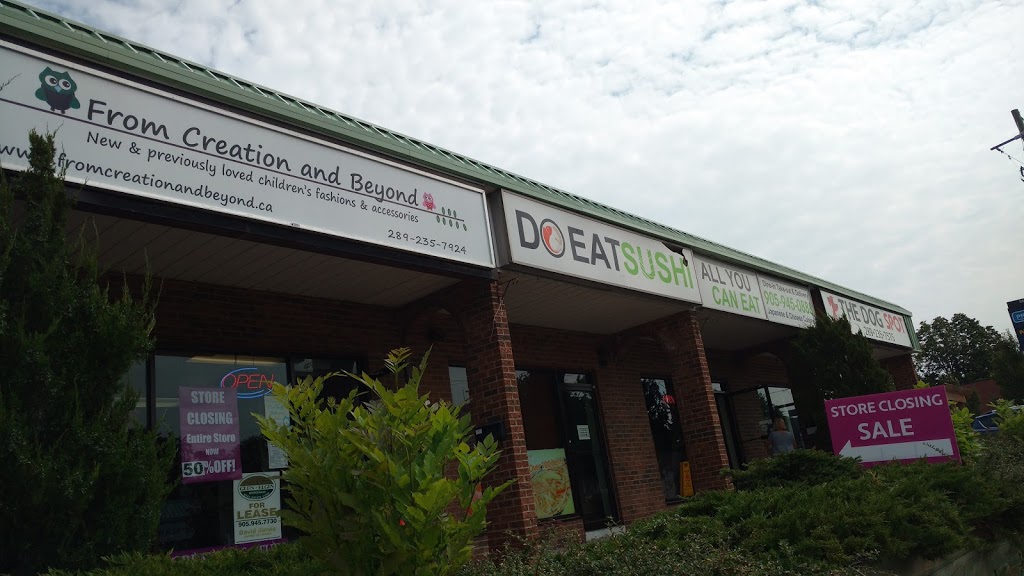 From Creation and Beyond
New & previously loved children's fashions & accessories
www.fromcreationandbeyond.ca
289-235-7924
DO EAT SUSHI
ALL YOU
CAN EAT
THE DOG SPOT
OPEN
STORE
CLOSING
Entire Store
NOW
50%OFF!
FOR
LEASE
905.945.7730
STORE CLOSING
SALE